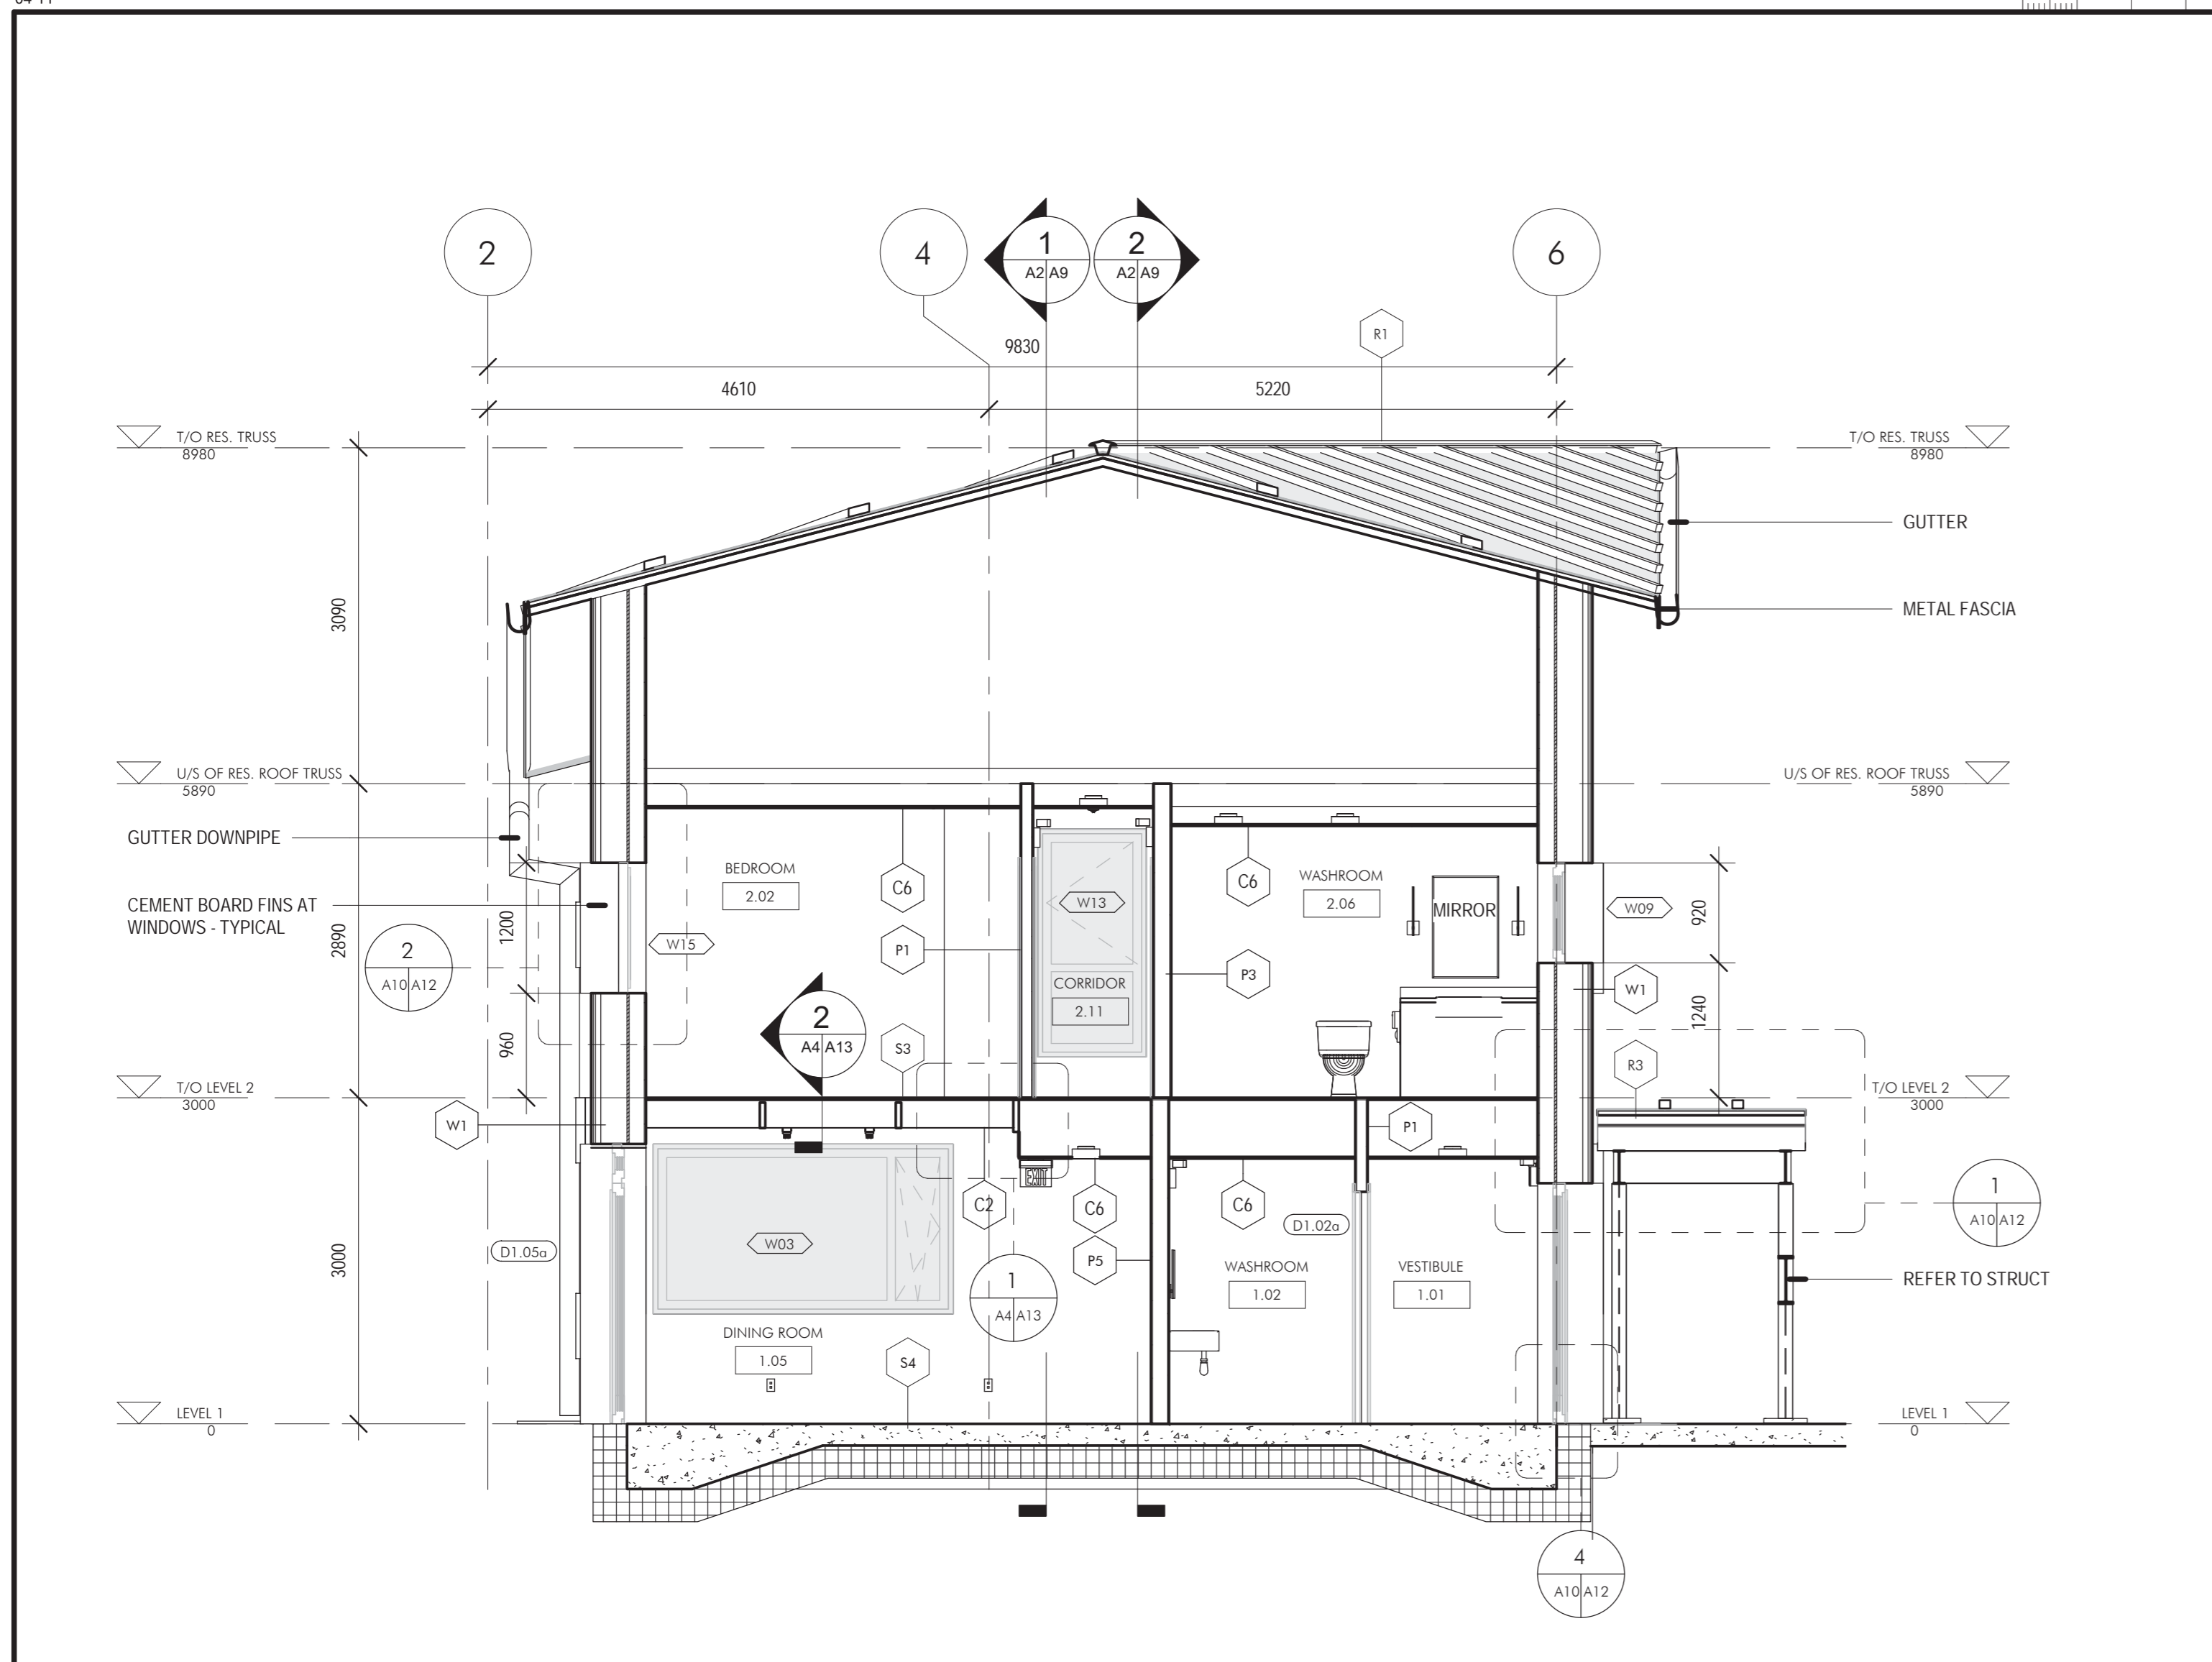 2
4
1
A2 A9
2
A2 A9
6
R1
9830
4610
5220
T/O RES. TRUSS
8980
T/O RES. TRUSS
8980
GUTTER
METAL FASCIA
3090
U/S OF RES. ROOF TRUSS
5890
U/S OF RES. ROOF TRUSS
5890
GUTTER DOWNPIPE
CEMENT BOARD FINS AT
WINDOWS - TYPICAL
2890
1200
960
2
A10 A12
BEDROOM
2.02
C6
W15
P1
W13
CORRIDOR
2.11
C6
WASHROOM
2.06
MIRROR
P3
W09
920
W1
1240
2
A4 A13
S3
R3
T/O LEVEL 2
3000
T/O LEVEL 2
3000
W1
P1
EXIT
C2
C6
C6
D1.02a
1
A10 A12
D1.05a
W03
3000
P5
1
A4 A13
WASHROOM
1.02
VESTIBULE
1.01
REFER TO STRUCT
DINING ROOM
1.05
S4
LEVEL 1
0
LEVEL 1
0
4
A10 A12